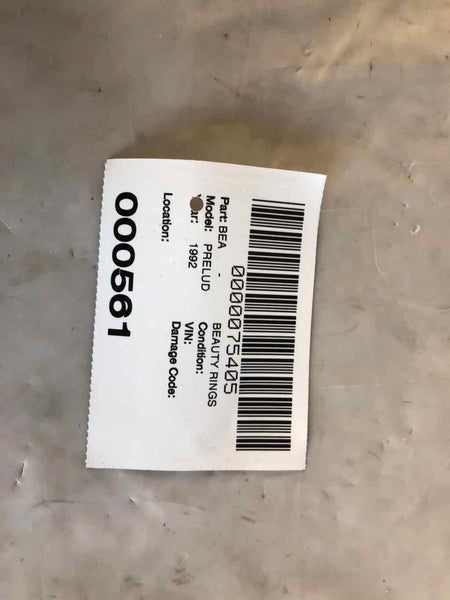 0000075405
Part: BEA - BEAUTY RINGS
Model: PRELUD Condition:
ar: 1992 VIN:
Damage Code:
Location:
000561